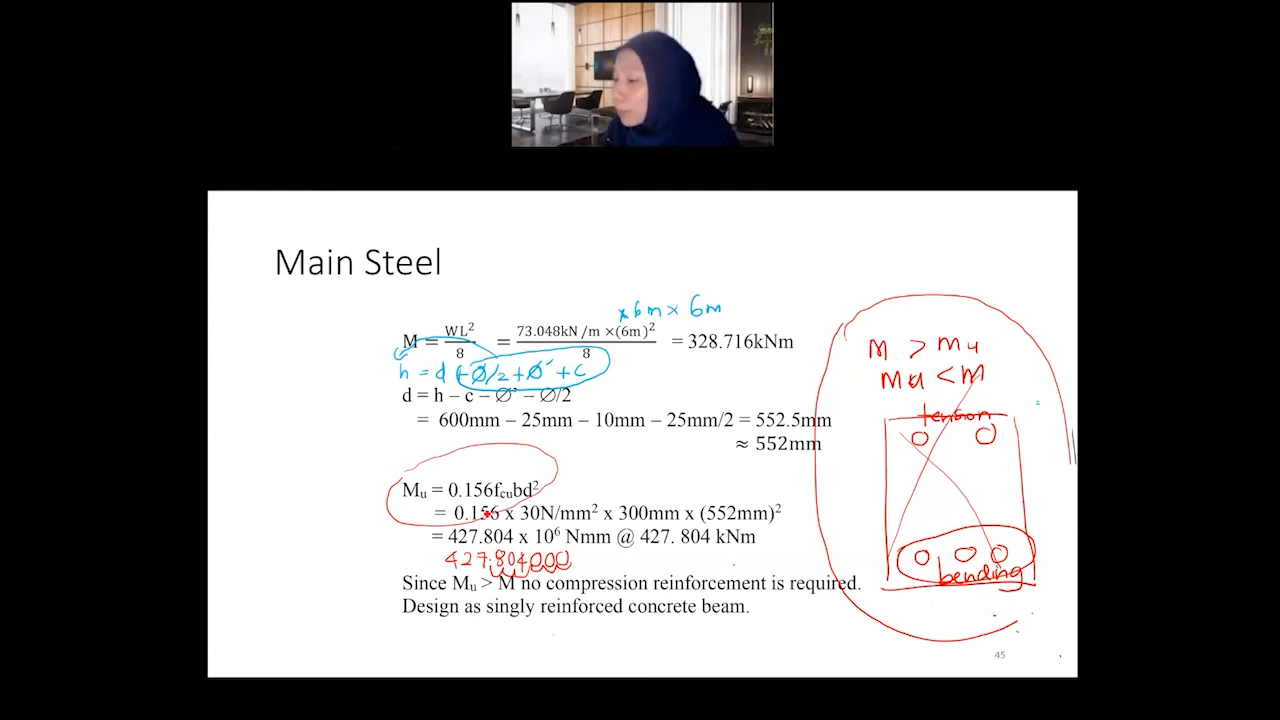 Main Steel
× 6m × 6m
M = WL²/8 = 73.048kN /m ×(6m)²/8 = 328.716kNm
h = d + Ø/2 + Ø' + c
d = h – c – Ø' – Ø/2
= 600mm – 25mm – 10mm – 25mm/2 = 552.5mm
≈ 552mm
Mu = 0.156fcubd²
= 0.156 x 30N/mm² x 300mm x (552mm)²
= 427.804 x 10⁶ Nmm @ 427. 804 kNm
427.804000
Since Mu > M no compression reinforcement is required.
Design as singly reinforced concrete beam.
M > Mu
Mu < M
tension
bending
45